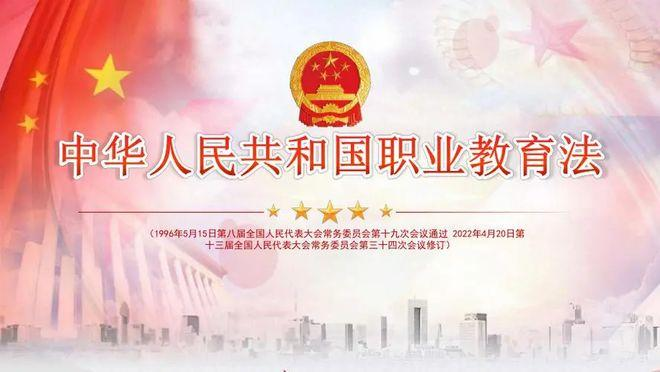 中华人民共和国职业教育法
（1996年5月15日第八届全国人民代表大会常务委员会第十九次会议通过 2022年4月20日第
十三届全国人民代表大会常务委员会第三十四次会议修订）